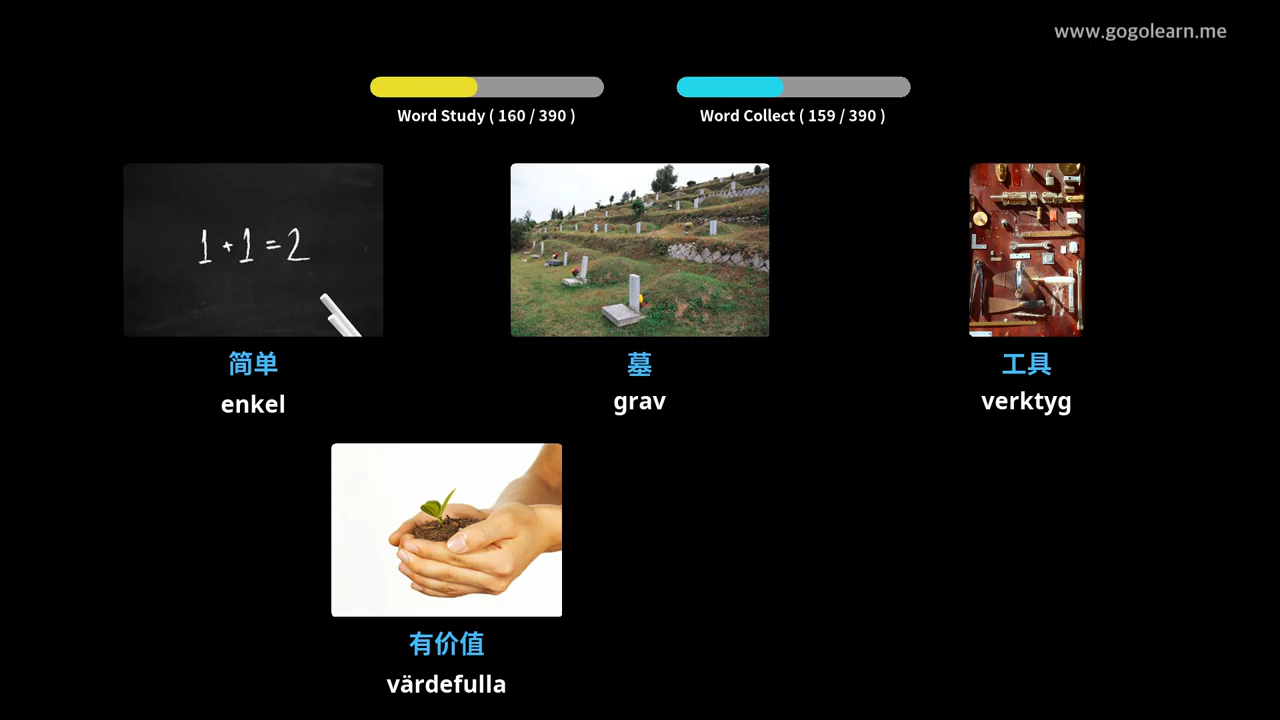 www.gogolearn.me
Word Study ( 160 / 390 )
Word Collect ( 159 / 390 )
1 + 1 = 2
简单
enkel
墓
grav
工具
verktyg
有价值
värdefulla